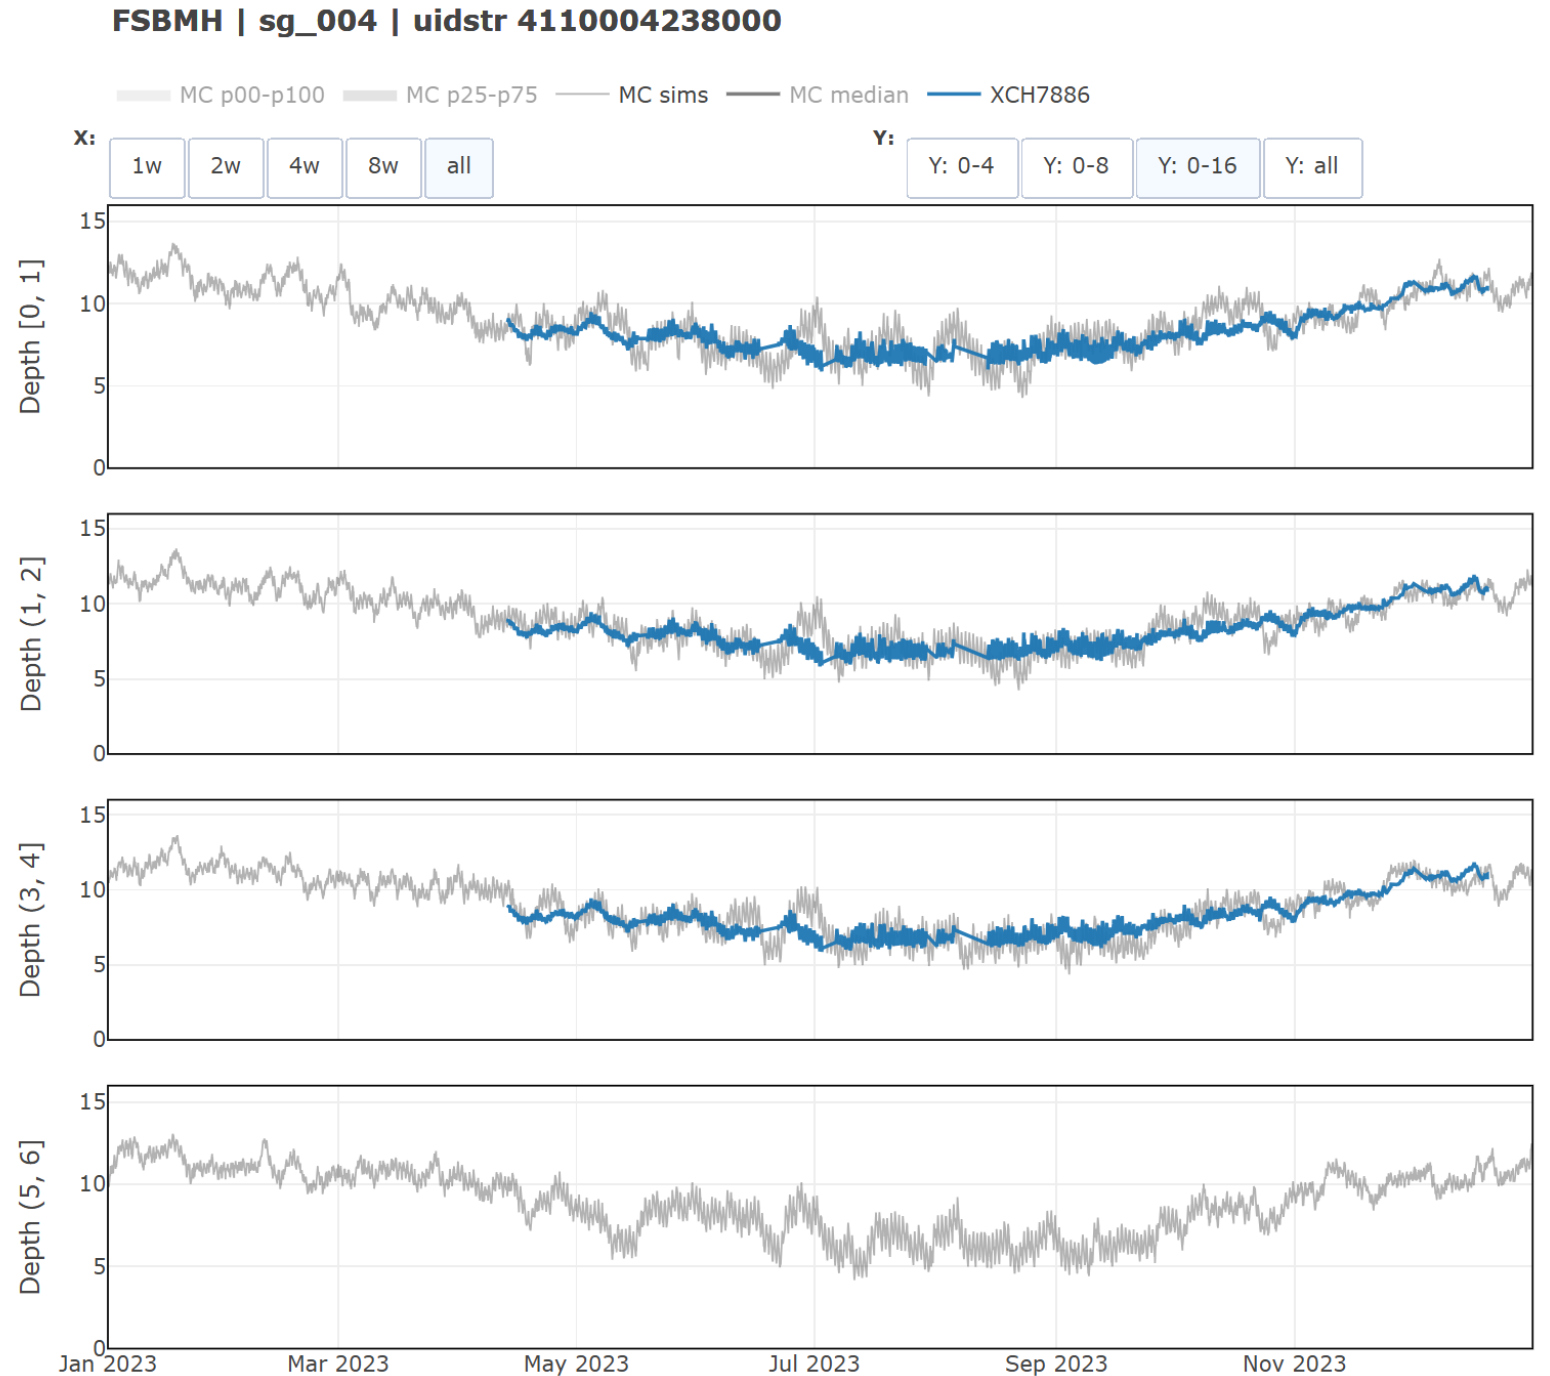 FSBMH | sg_004 | uidstr 4110004238000
MC p00-p100 MC p25-p75 MC sims MC median XCH7886
X: 1w 2w 4w 8w all Y: Y: 0-4 Y: 0-8 Y: 0-16 Y: all
Depth [0, 1]
15
10
5
0
Depth (1, 2]
15
10
5
0
Depth (3, 4]
15
10
5
0
Depth (5, 6]
15
10
5
0
Jan 2023 Mar 2023 May 2023 Jul 2023 Sep 2023 Nov 2023